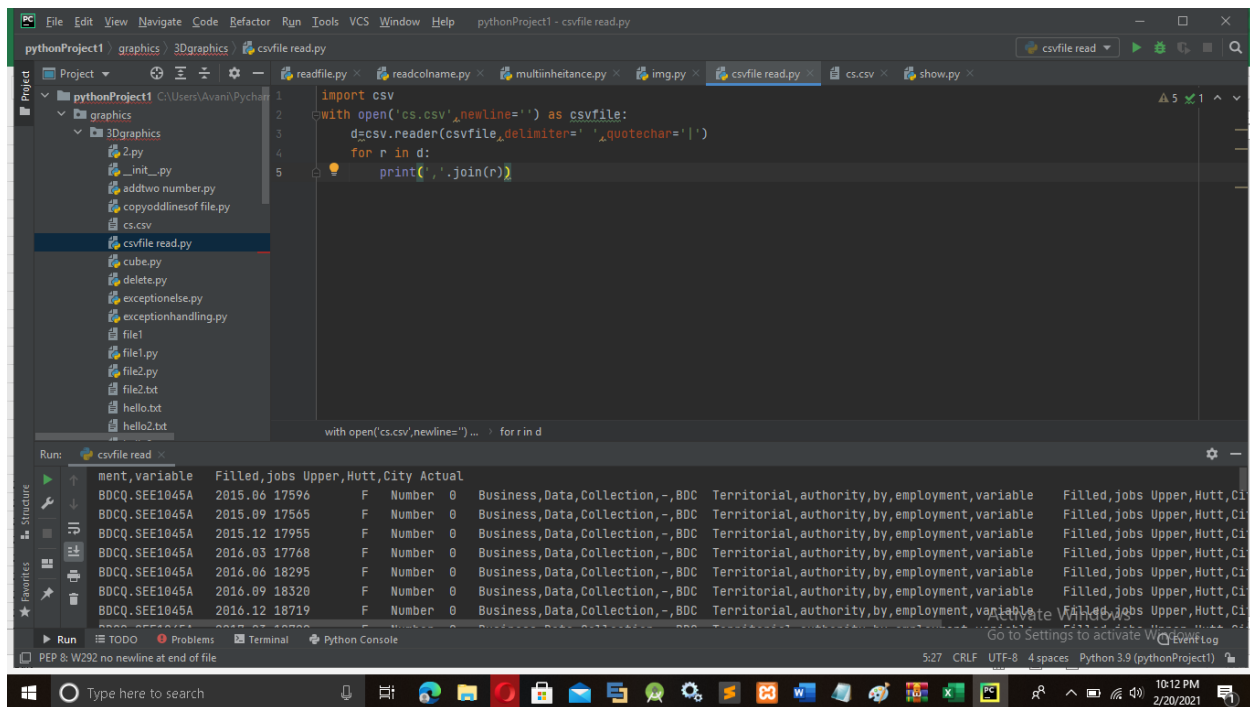 File Edit View Navigate Code Refactor Run Tools VCS Window Help pythonProject1 - csvfile read.py
pythonProject1 graphics 3Dgraphics csvfile read.py csvfile read
Project readfile.py readcolname.py multiinheitance.py img.py csvfile read.py cs.csv show.py
Project
pythonProject1 C:\Users\Avani\Pycharm
graphics
3Dgraphics
2.py
__init__.py
addtwo number.py
copyoddlinesof file.py
cs.csv
csvfile read.py
cube.py
delete.py
exceptionelse.py
exceptionhandling.py
file1
file1.py
file2.py
file2.txt
hello.txt
hello2.txt
1 import csv
2 with open('cs.csv',newline='') as csvfile:
3 d=csv.reader(csvfile,delimiter=' ',quotechar='|')
4 for r in d:
5 print(','.join(r))
5 1
with open('cs.csv',newline='') ... for r in d
Run: csvfile read
ment,variable Filled,jobs Upper,Hutt,City Actual
BDCQ.SEE1045A 2015.06 17596 F Number 0 Business,Data,Collection,-,BDC Territorial,authority,by,employment,variable Filled,jobs Upper,Hutt,Ci
BDCQ.SEE1045A 2015.09 17565 F Number 0 Business,Data,Collection,-,BDC Territorial,authority,by,employment,variable Filled,jobs Upper,Hutt,Ci
BDCQ.SEE1045A 2015.12 17955 F Number 0 Business,Data,Collection,-,BDC Territorial,authority,by,employment,variable Filled,jobs Upper,Hutt,Ci
BDCQ.SEE1045A 2016.03 17768 F Number 0 Business,Data,Collection,-,BDC Territorial,authority,by,employment,variable Filled,jobs Upper,Hutt,Ci
BDCQ.SEE1045A 2016.06 18295 F Number 0 Business,Data,Collection,-,BDC Territorial,authority,by,employment,variable Filled,jobs Upper,Hutt,Ci
BDCQ.SEE1045A 2016.09 18320 F Number 0 Business,Data,Collection,-,BDC Territorial,authority,by,employment,variable Filled,jobs Upper,Hutt,Ci
BDCQ.SEE1045A 2016.12 18719 F Number 0 Business,Data,Collection,-,BDC Territorial,authority,by,employment,variable Filled,jobs Upper,Hutt,Ci
Structure
Favorites
Activate Windows
Go to Settings to activate Windows.
Run TODO Problems Terminal Python Console Event Log
PEP 8: W292 no newline at end of file 5:27 CRLF UTF-8 4 spaces Python 3.9 (pythonProject1)
Type here to search
10:12 PM
2/20/2021